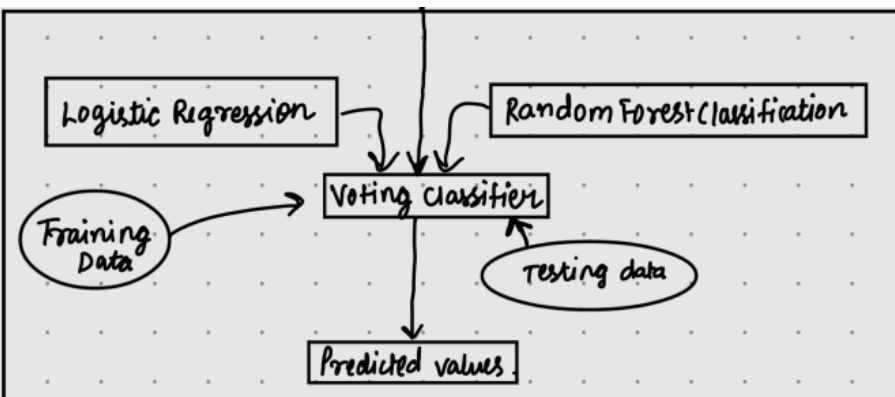 Logistic Regression
Random Forest Classification
Voting Classifier
Training
Data
Testing data
Predicted values.